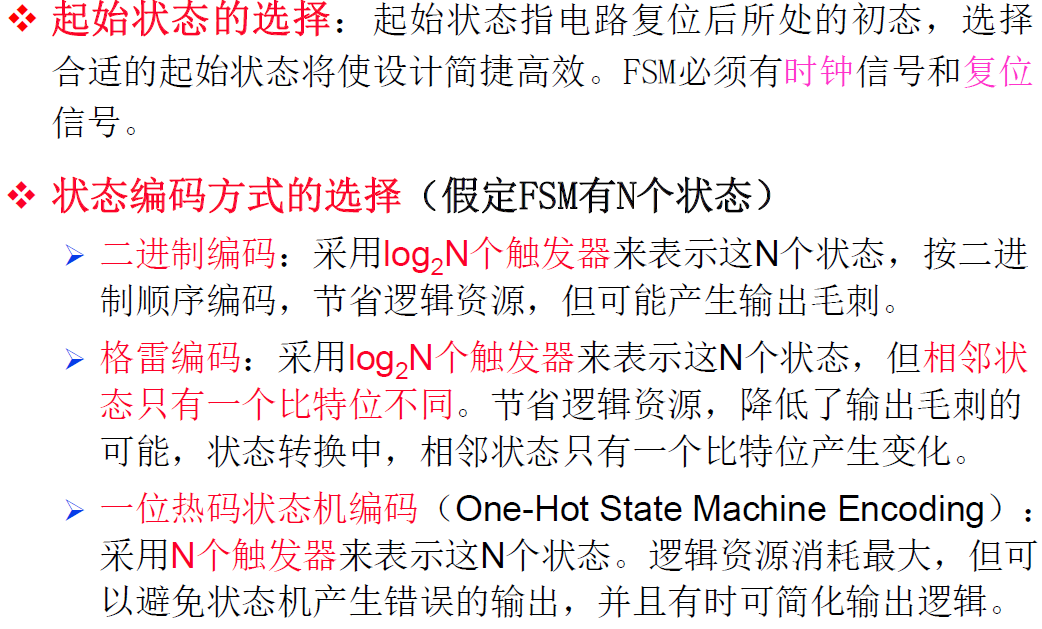 ❖ 起始状态的选择：起始状态指电路复位后所处的初态，选择
合适的起始状态将使设计简捷高效。FSM必须有时钟信号和复位
信号。
❖ 状态编码方式的选择（假定FSM有N个状态）
➢ 二进制编码：采用log₂N个触发器来表示这N个状态，按二进
制顺序编码，节省逻辑资源，但可能产生输出毛刺。
➢ 格雷编码：采用log₂N个触发器来表示这N个状态，但相邻状
态只有一个比特位不同。节省逻辑资源，降低了输出毛刺的
可能，状态转换中，相邻状态只有一个比特位产生变化。
➢ 一位热码状态机编码（One-Hot State Machine Encoding）：
采用N个触发器来表示这N个状态。逻辑资源消耗最大，但可
以避免状态机产生错误的输出，并且有时可简化输出逻辑。